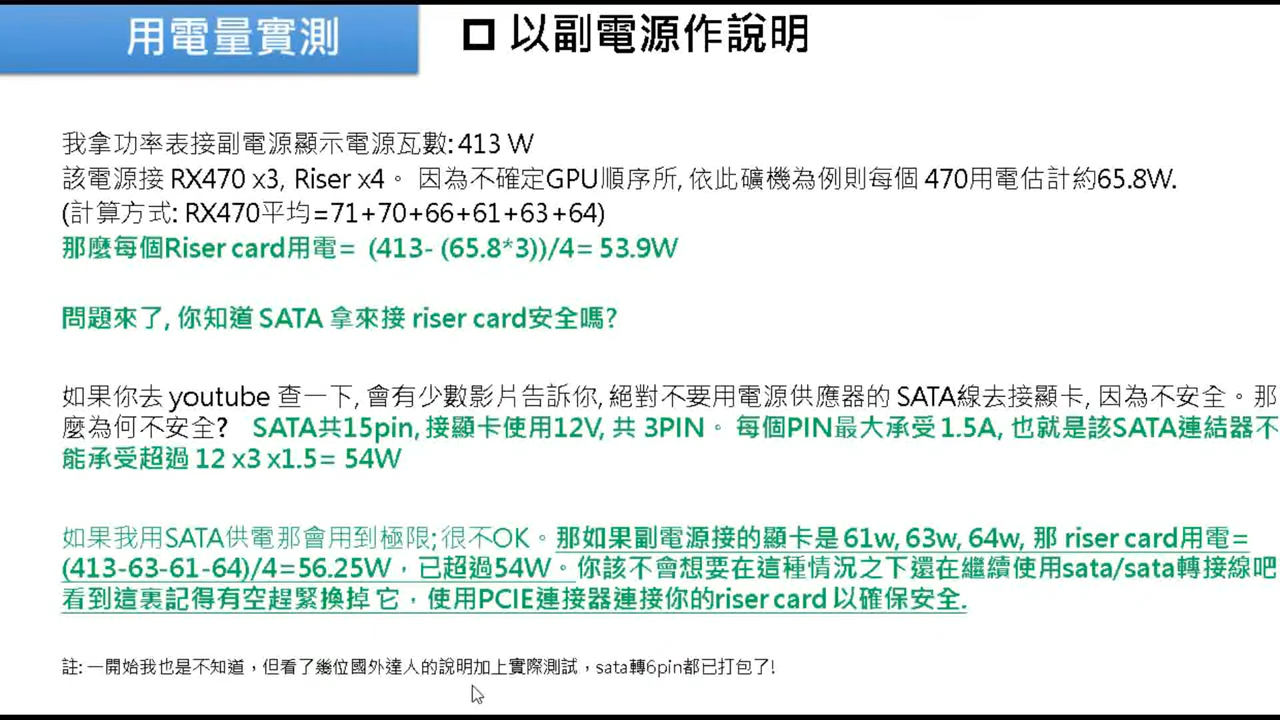 用電量實測
以副電源作說明
我拿功率表接副電源顯示電源瓦數: 413 W
該電源接 RX470 x3, Riser x4。 因為不確定GPU順序所, 依此礦機為例則每個 470用電估計約65.8W.
(計算方式: RX470平均=71+70+66+61+63+64)
那麼每個Riser card用電= (413- (65.8*3))/4= 53.9W
問題來了, 你知道 SATA 拿來接 riser card安全嗎?
如果你去 youtube 查一下, 會有少數影片告訴你, 絕對不要用電源供應器的 SATA線去接顯卡, 因為不安全。那
麼為何不安全? SATA共15pin, 接顯卡使用12V, 共 3PIN。 每個PIN最大承受 1.5A, 也就是該SATA連結器不
能承受超過 12 x3 x1.5= 54W
如果我用SATA供電那會用到極限; 很不OK。那如果副電源接的顯卡是 61w, 63w, 64w, 那 riser card用電=
(413-63-61-64)/4=56.25W，已超過54W。你該不會想要在這種情況之下還在繼續使用sata/sata轉接線吧
看到這裏記得有空趕緊換掉 它，使用PCIE連接器連接你的riser card 以確保安全.
註: 一開始我也是不知道，但看了幾位國外達人的說明加上實際測試，sata轉6pin都已打包了!